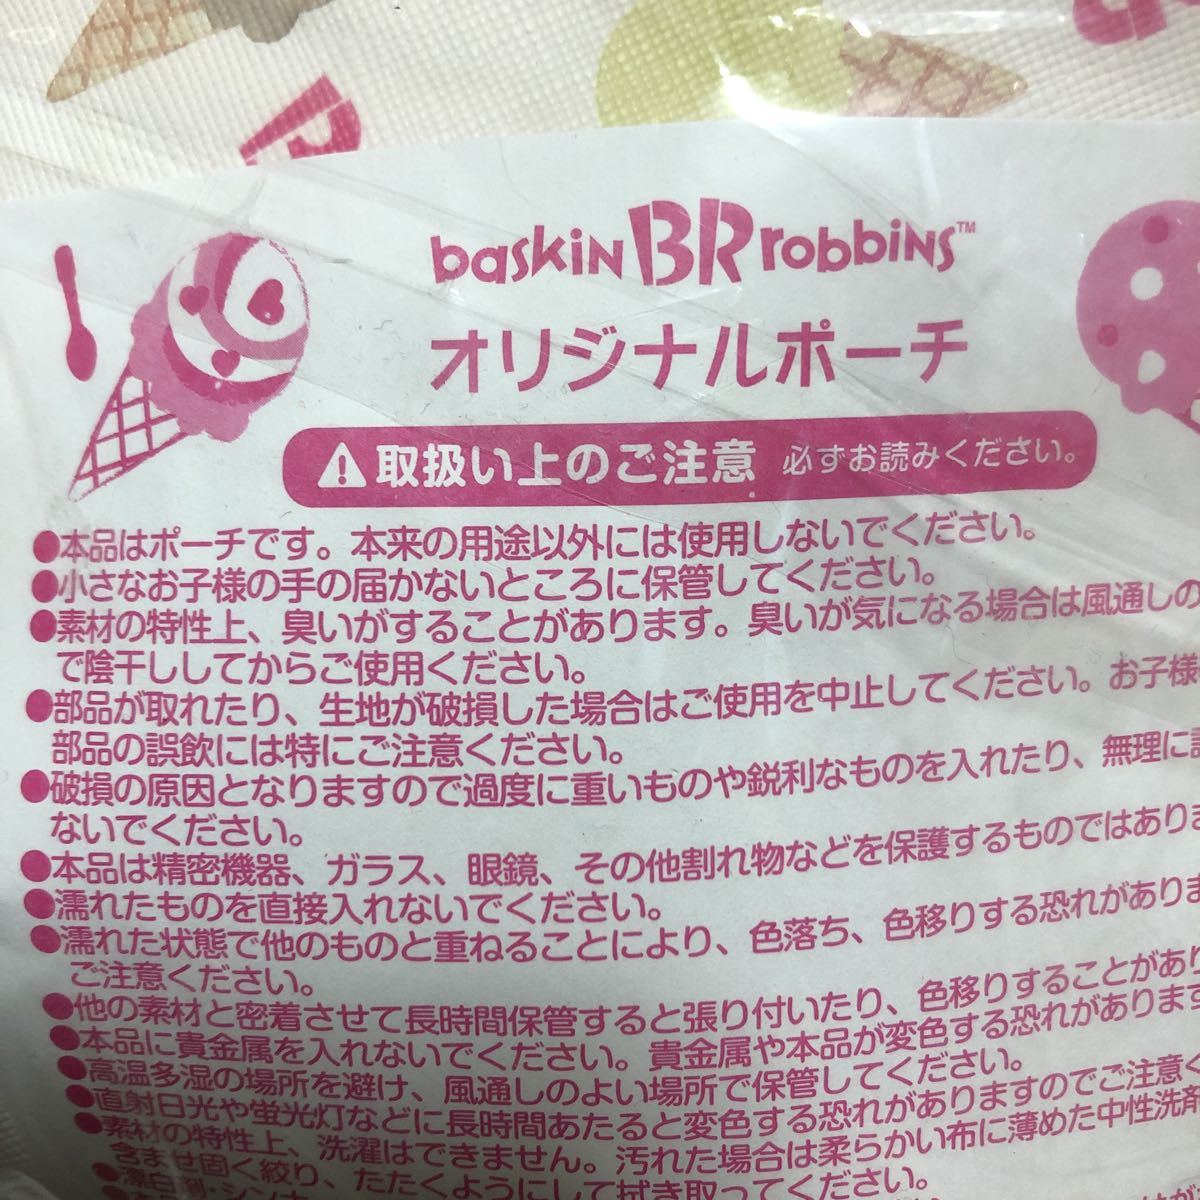 baskin BR robbins™
オリジナルポーチ
⚠取扱い上のご注意 必ずお読みください。
●本品はポーチです。本来の用途以外には使用しないでください。
●小さなお子様の手の届かないところに保管してください。
●素材の特性上、臭いがすることがあります。臭いが気になる場合は風通しの
で陰干ししてからご使用ください。
●部品が取れたり、生地が破損した場合はご使用を中止してください。お子様
部品の誤飲には特にご注意ください。
●破損の原因となりますので過度に重いものや鋭利なものを入れたり、無理に
ないでください。
●本品は精密機器、ガラス、眼鏡、その他割れ物などを保護するものではあり
●濡れたものを直接入れないでください。
●濡れた状態で他のものと重ねることにより、色落ち、色移りする恐れがありま
ご注意ください。
●他の素材と密着させて長時間保管すると張り付いたり、色移りすることがあり
●本品に貴金属を入れないでください。貴金属や本品が変色する恐れがあります
●高温多湿の場所を避け、風通しのよい場所で保管してください。
●直射日光や蛍光灯などに長時間あたると変色する恐れがありますのでご注意く
●素材の特性上、洗濯はできません。汚れた場合は柔らかい布に薄めた中性洗剤
含ませ固く絞り、たたくようにして拭き取ってください。
●漂白剤・シンナ